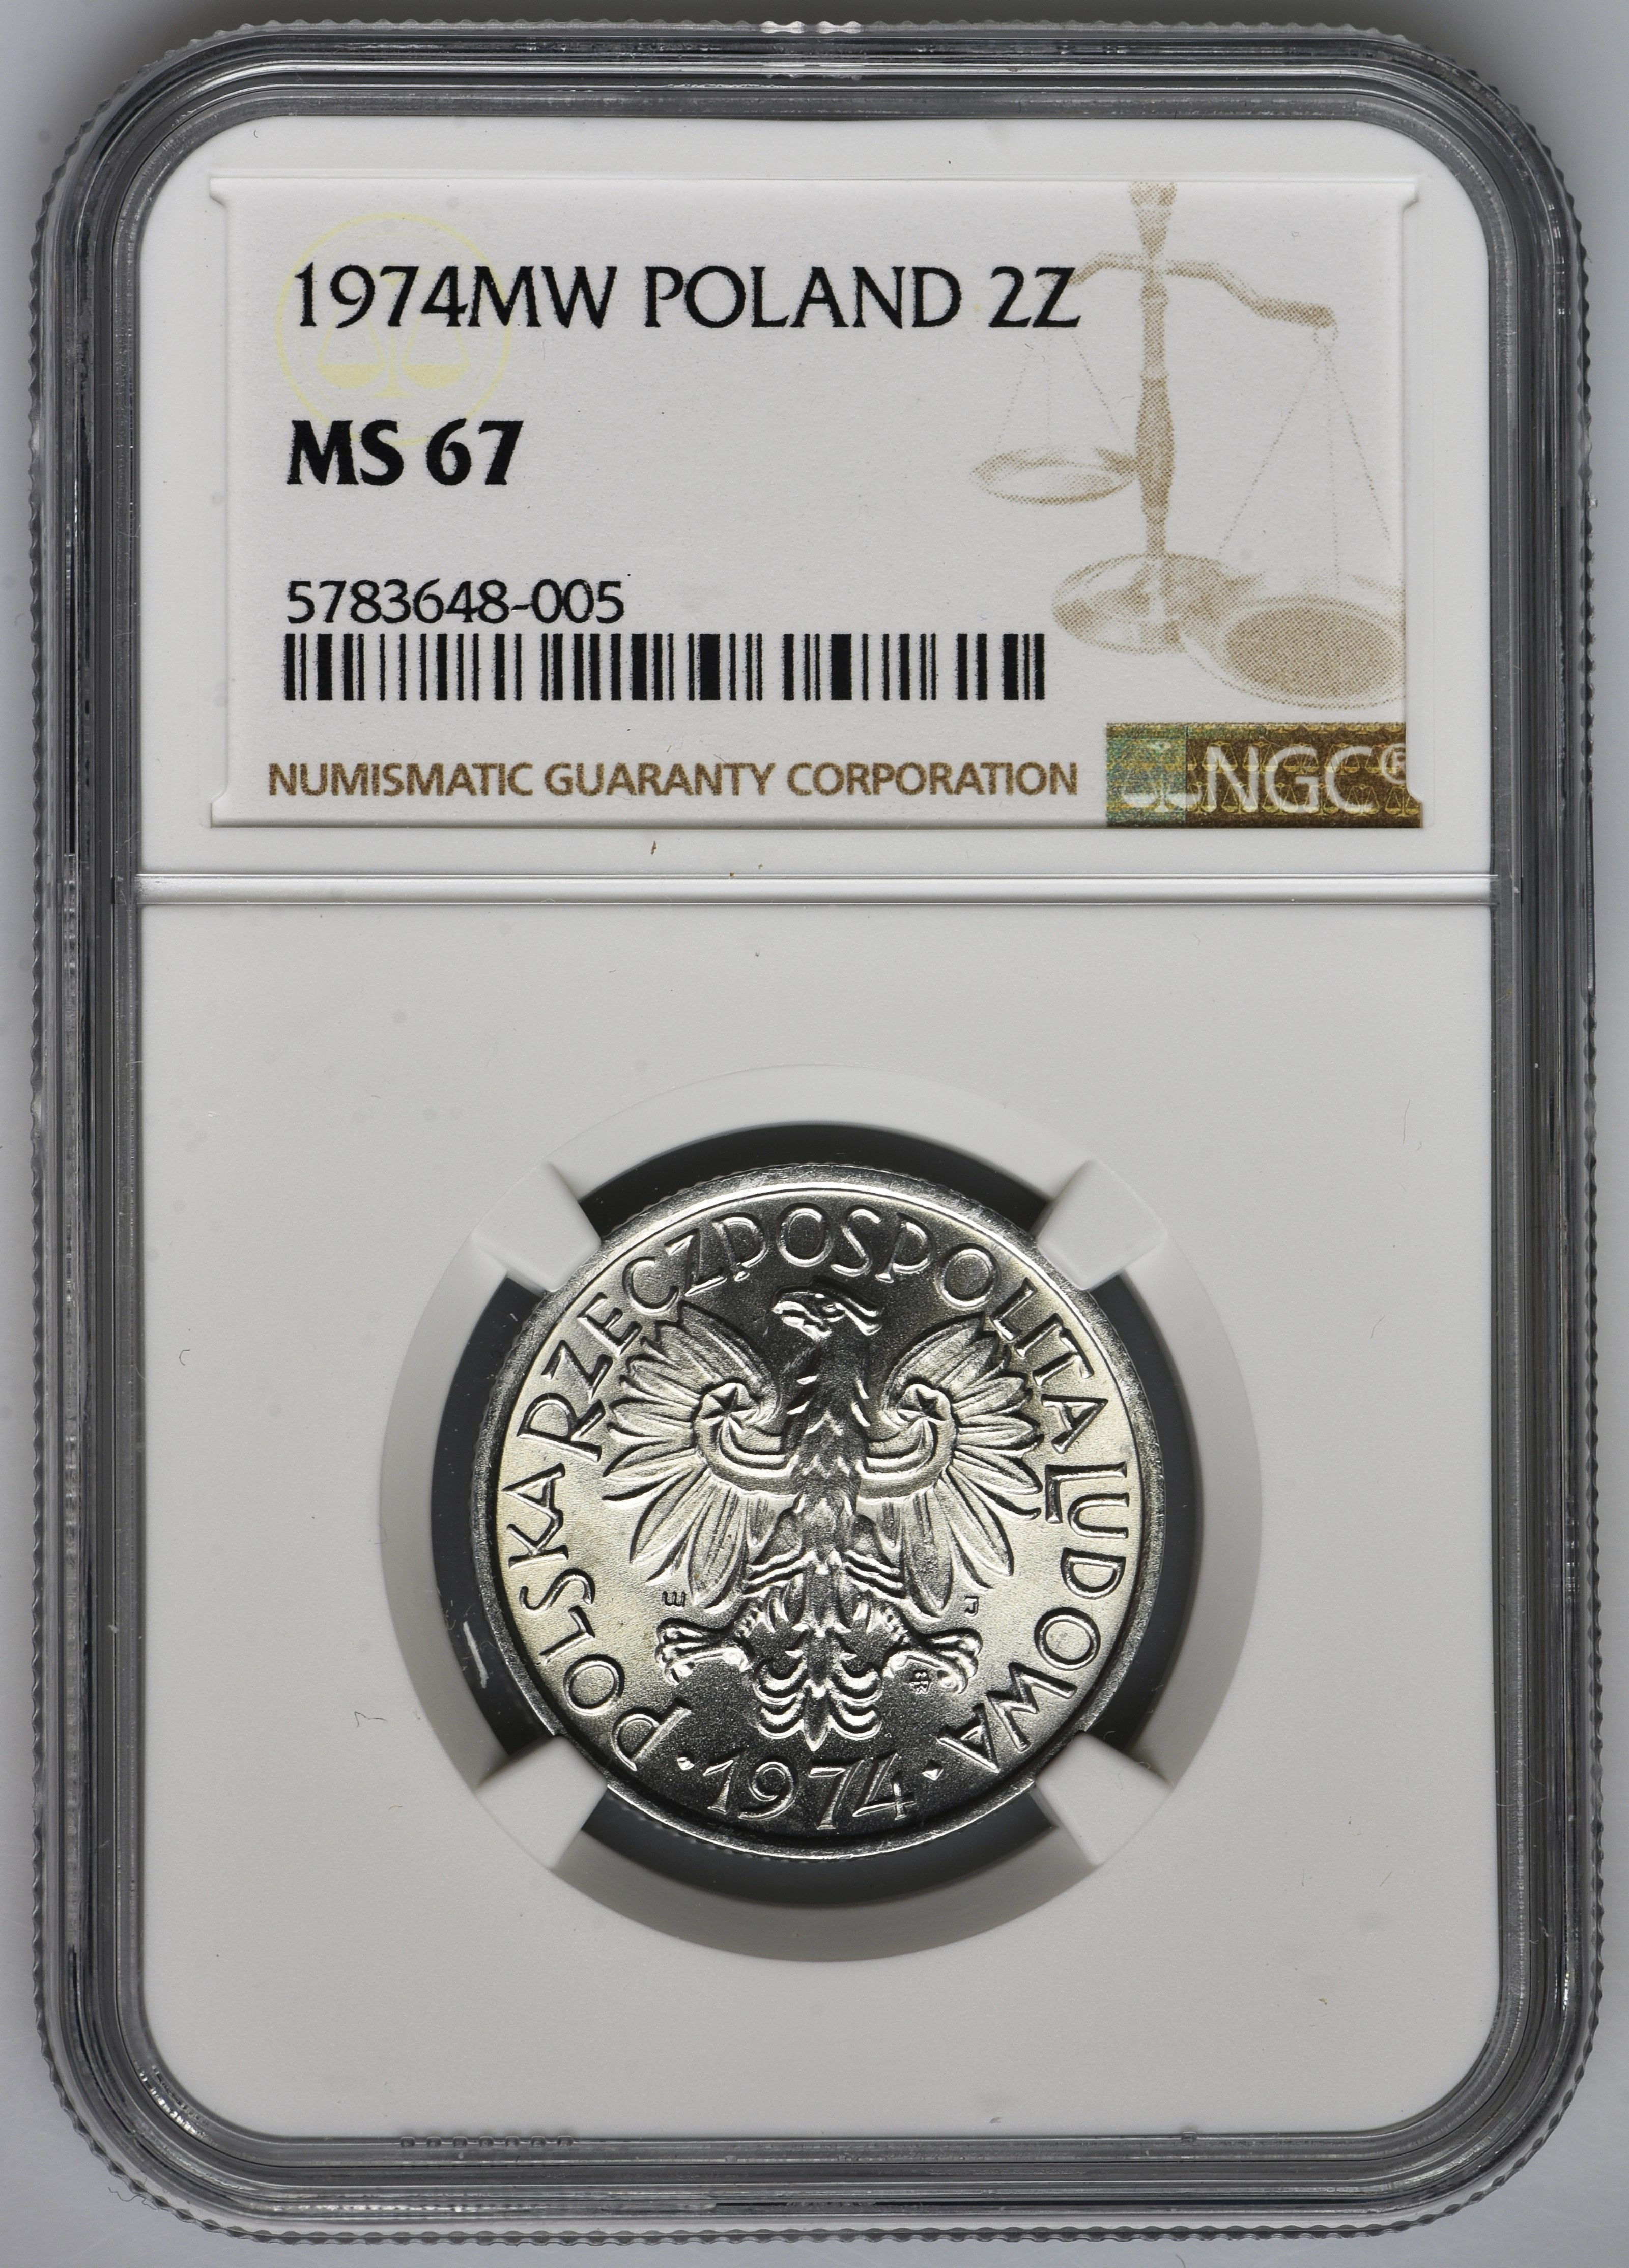 1974MW POLAND 2Z
MS 67
5783648-005
NUMISMATIC GUARANTY CORPORATION
NGC®
POLSKA RZECZPOSPOLITA LUDOWA
·1974·